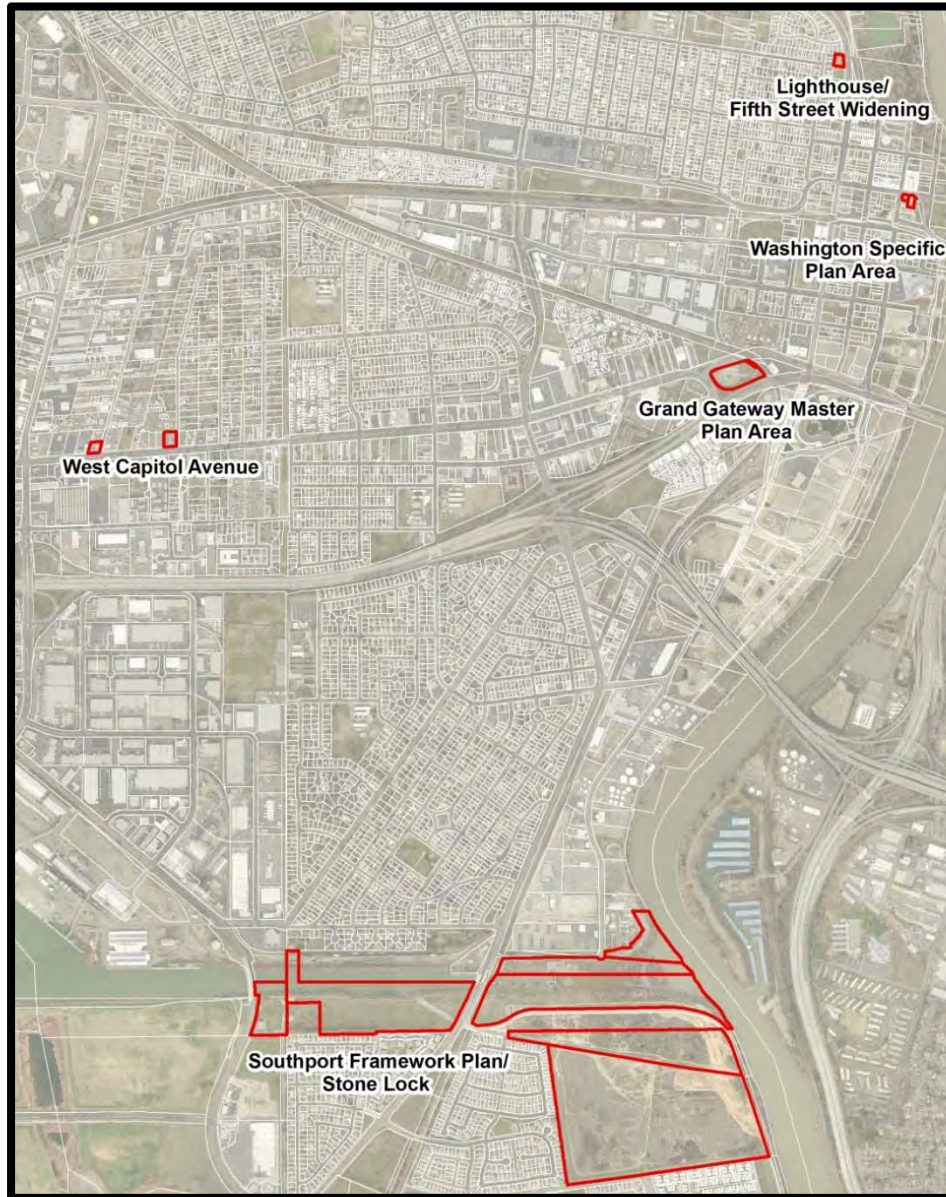 Lighthouse/
Fifth Street Widening
Washington Specific
Plan Area
Grand Gateway Master
Plan Area
West Capitol Avenue
Southport Framework Plan/
Stone Lock